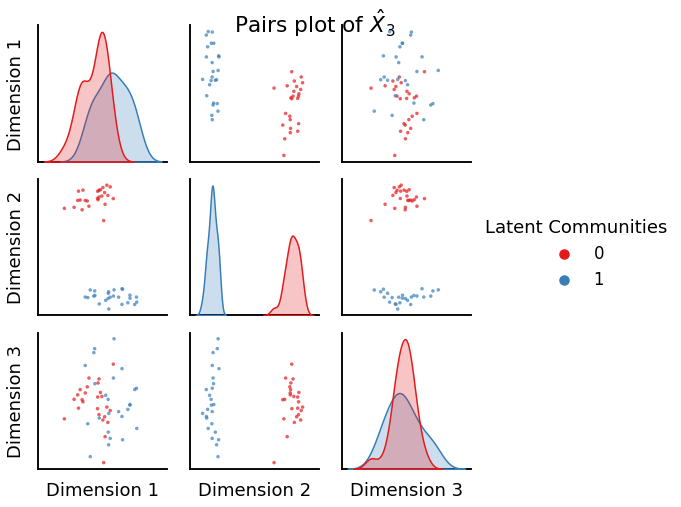 Pairs plot of X̂₃
Dimension 1
Dimension 2
Dimension 3
Latent Communities
0
1
Dimension 1
Dimension 2
Dimension 3